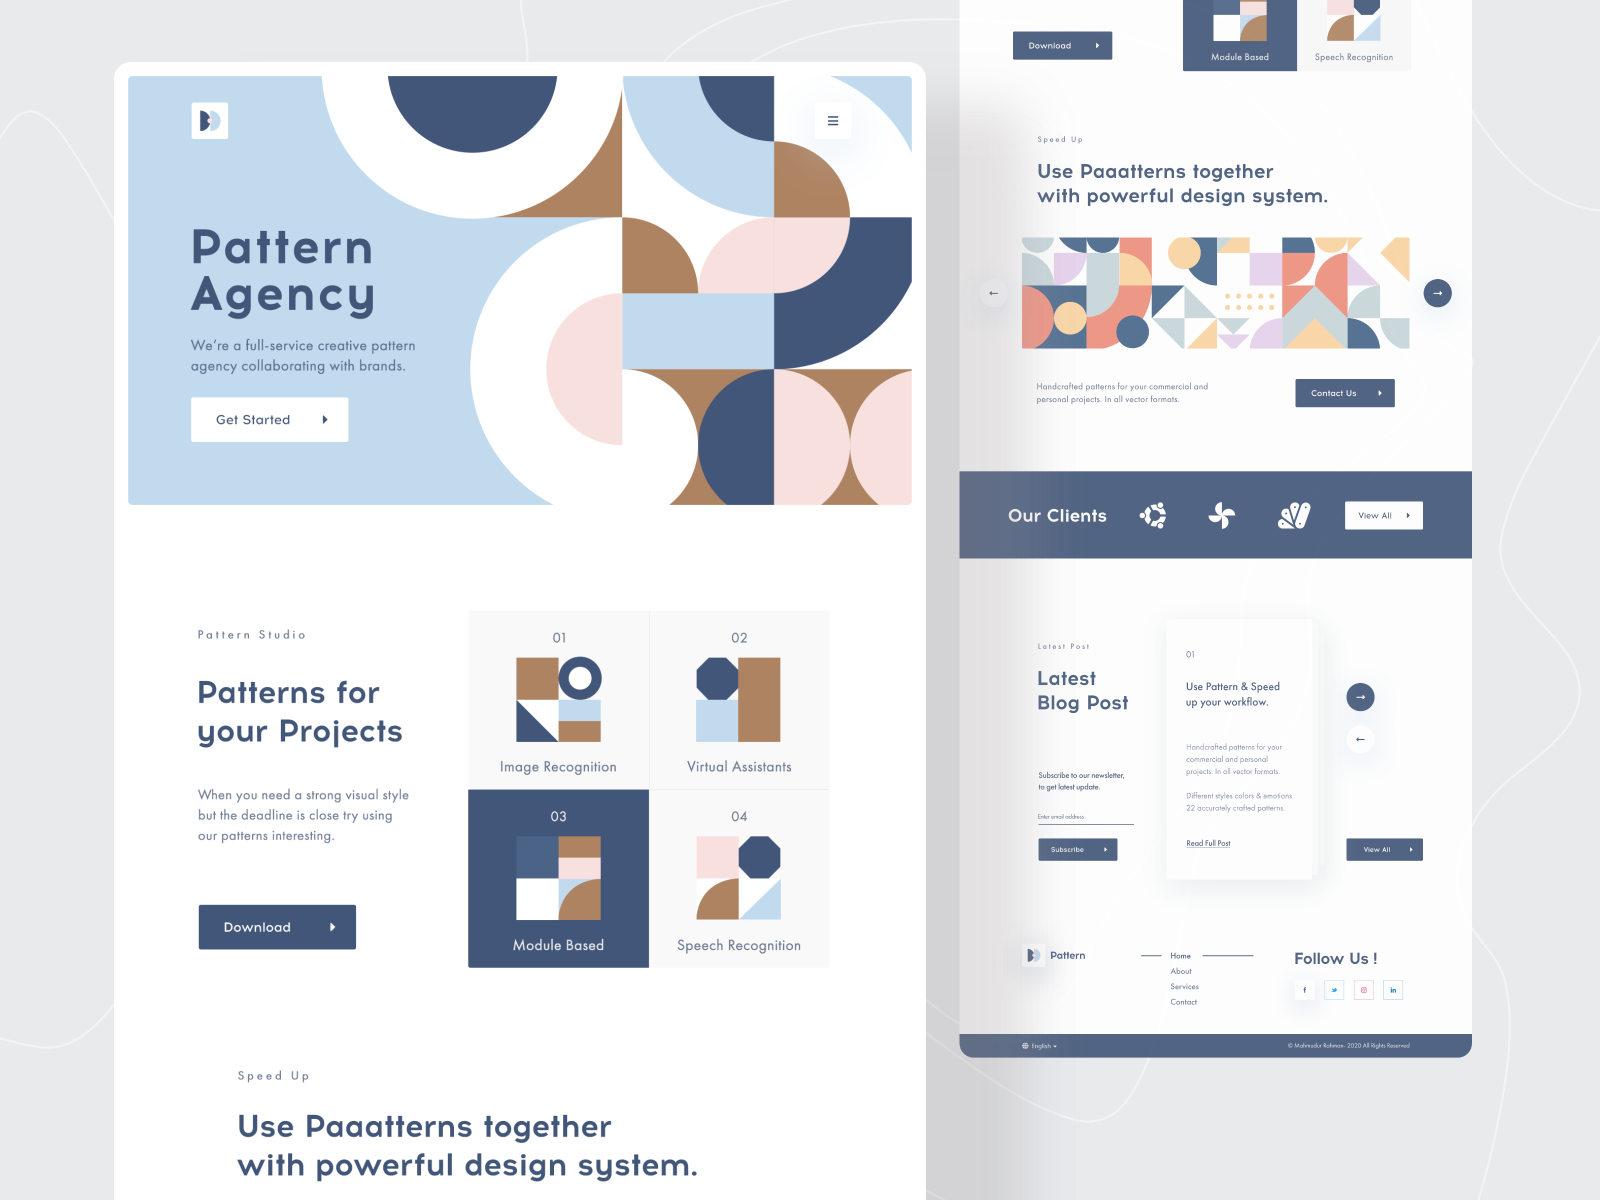 Pattern
Agency
We're a full-service creative pattern
agency collaborating with brands.
Get Started
Pattern Studio
Patterns for
your Projects
When you need a strong visual style
but the deadline is close try using
our patterns interesting.
Download
01
Image Recognition
02
Virtual Assistants
03
Module Based
04
Speech Recognition
Speed Up
Use Paaatterns together
with powerful design system.
Download
Module Based
Speech Recognition
Speed Up
Use Paaatterns together
with powerful design system.
Handcrafted patterns for your commercial and
personal projects. In all vector formats.
Contact Us
Our Clients
View All
Latest Post
Latest
Blog Post
Subscribe to our newsletter,
to get latest update.
Enter email address
Subscribe
01
Use Pattern & Speed
up your workflow.
Handcrafted patterns for your
commercial and personal
projects. In all vector formats.
Different styles colors & emotions
22 accurately crafted patterns.
Read Full Post
View All
Pattern
Home
About
Services
Contact
Follow Us !
English
© Mahmudur Rahman- 2020 All Rights Reserved